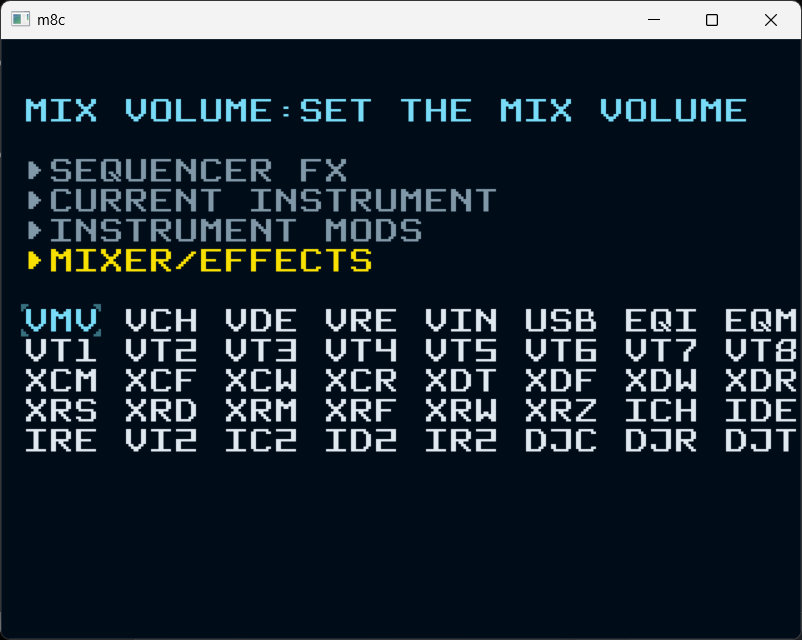 m8c
MIX VOLUME:SET THE MIX VOLUME
SEQUENCER FX
CURRENT INSTRUMENT
INSTRUMENT MODS
MIXER/EFFECTS
VMV VCH VDE VRE VIN USB EQI EQM
VT1 VT2 VT3 VT4 VT5 VT6 VT7 VT8
XCM XCF XCW XCR XDT XDF XDW XDR
XRS XRD XRM XRF XRW XRZ ICH IDE
IRE VI2 IC2 ID2 IR2 DJC DJR DJT